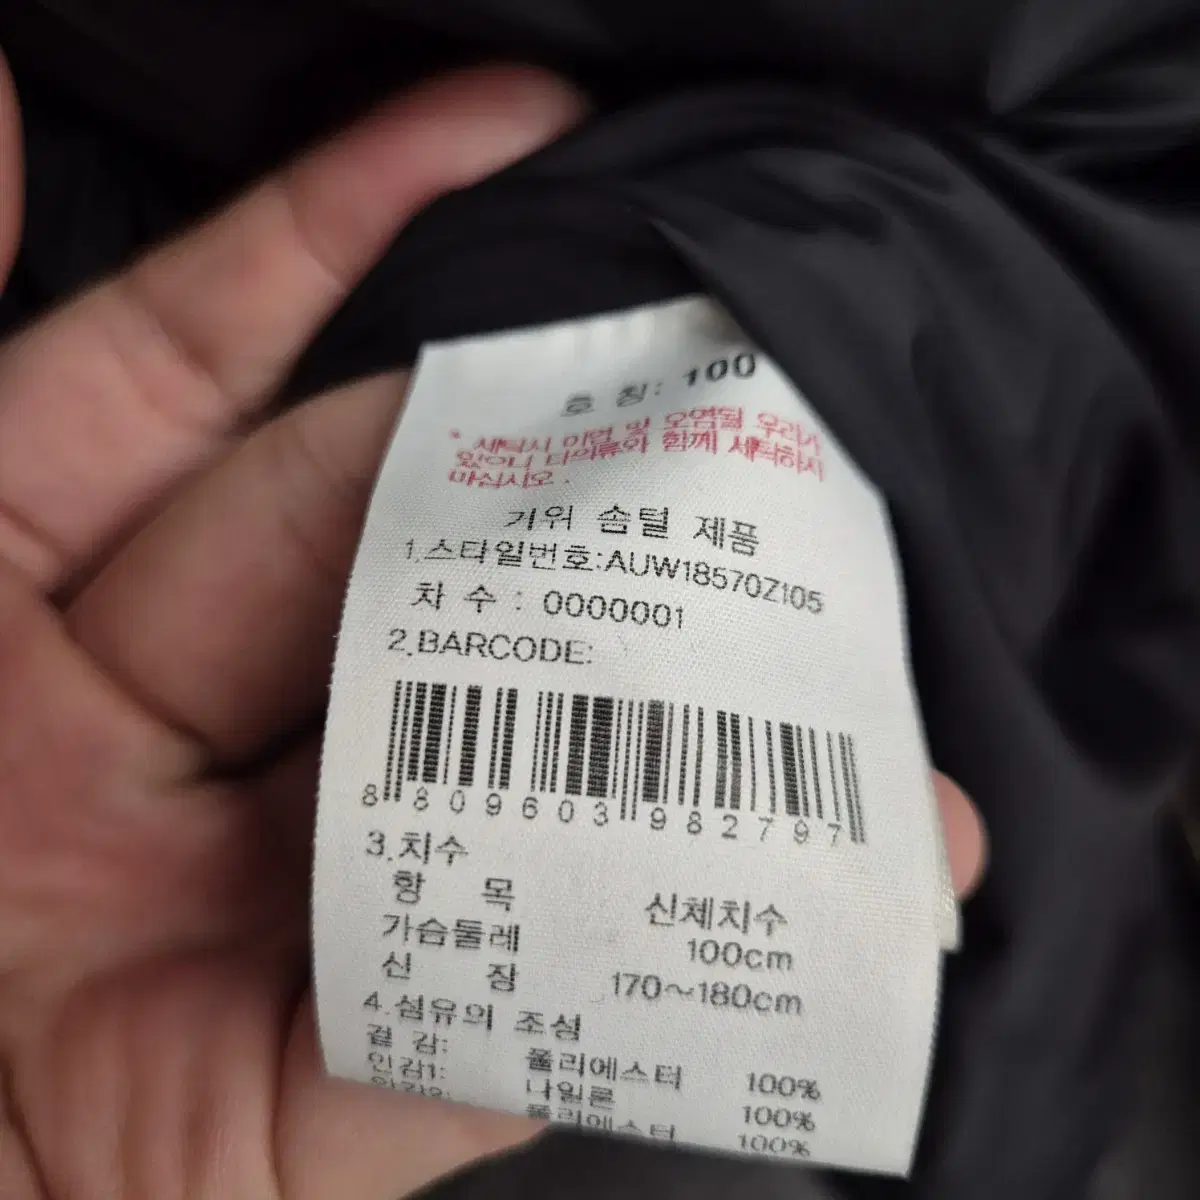 호 칭: 100
* 세탁시 이염 및 오염될 우려가
있으니 타의류와 함께 세탁하지
마십시오.
거위 솜털 제품
1.스타일번호:AUW18570Z105
차 수 : 0000001
2.BARCODE:
8 809603 982797
3.치수
항 목 신체치수
가슴둘레 100cm
신 장 170~180cm
4.섬유의 조성
겉 감: 폴리에스터 100%
안감1: 나일론 100%
안감2: 폴리에스터 100%